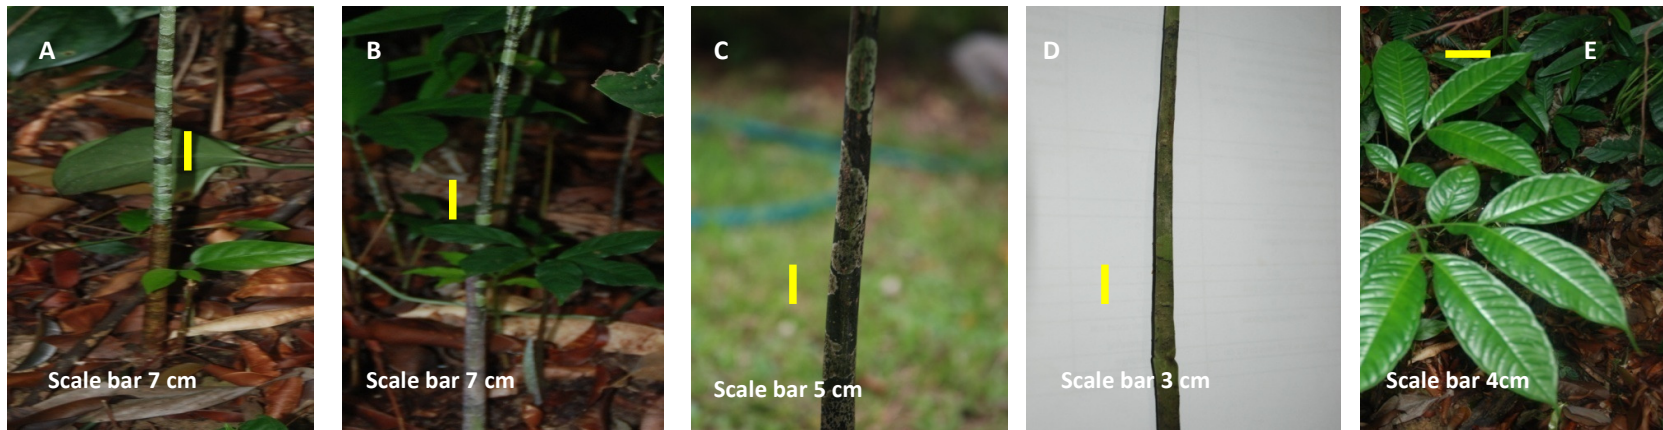 A
B
C
D
E
Scale bar 7 cm
Scale bar 7 cm
Scale bar 5 cm
Scale bar 3 cm
Scale bar 4cm